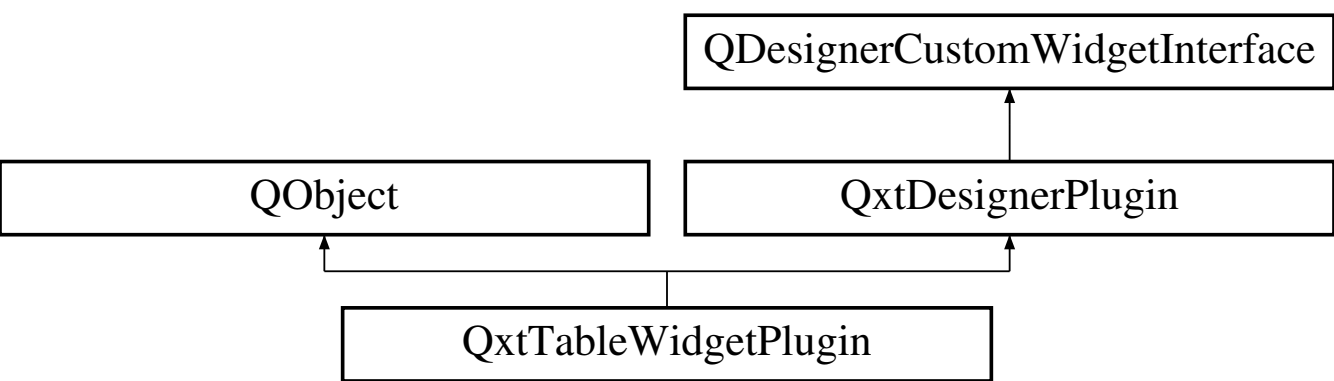 QDesignerCustomWidgetInterface
QObject
QxtDesignerPlugin
QxtTableWidgetPlugin